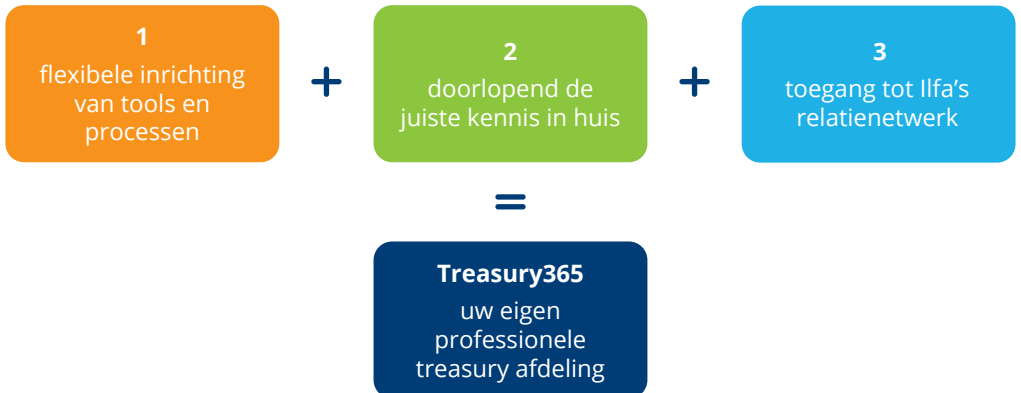 1
flexibele inrichting
van tools en
processen
+
2
doorlopend de
juiste kennis in huis
+
3
toegang tot Ilfa's
relatienetwerk
=
Treasury365
uw eigen
professionele
treasury afdeling